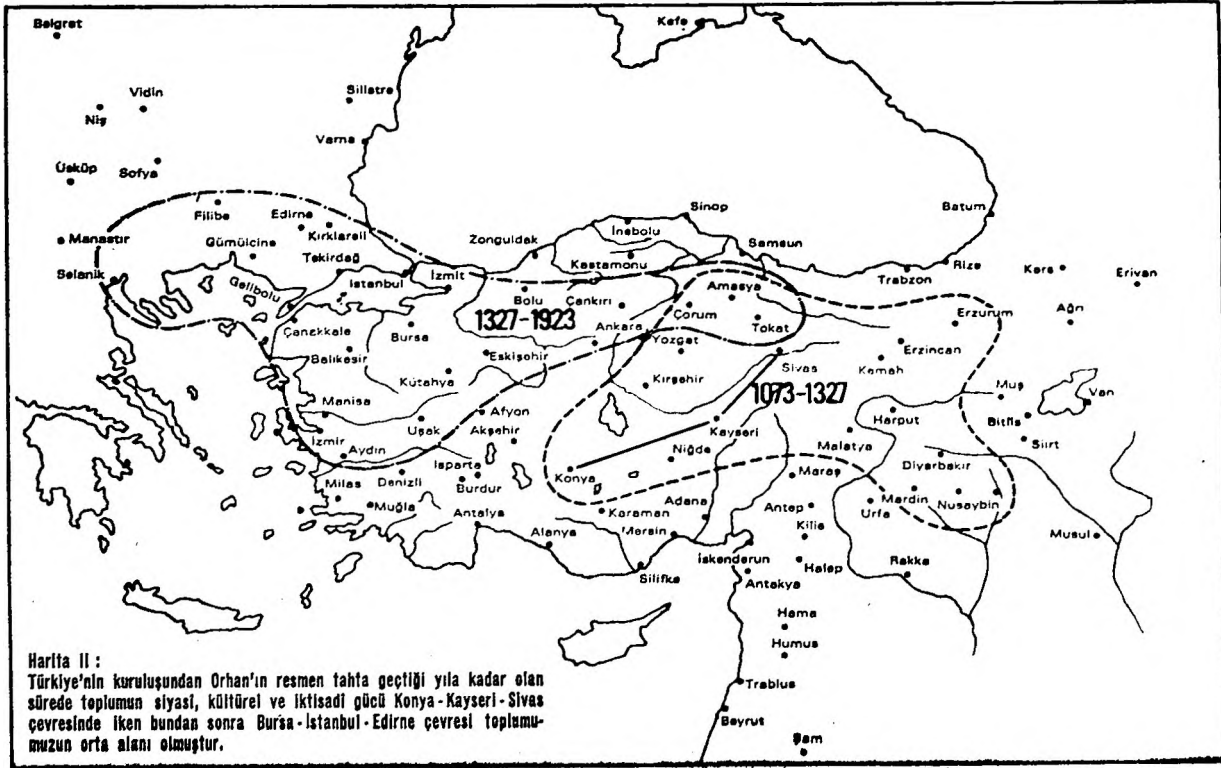 Belgret
Kefe
Vidin
Niş
Silistre
Varna
Üsküp
Sofya
Filibe
Edirne
Kırklareli
Manastır
Gümülcine
Tekirdağ
Selanik
Gelibolu
İstanbul
İzmit
Zonguldak
İnebolu
Sinop
Kastamonu
Samsun
Batum
Trabzon
Rize
Kars
Erivan
Bolu
Çankırı
Amasya
1327-1923
Çorum
Tokat
Erzurum
Ağrı
Çanakkale
Bursa
Ankara
Yozgat
Balıkesir
Eskişehir
Sivas
Erzincan
Kemah
Kütahya
Kırşehir
1073-1327
Muş
Van
Manisa
Uşak
Afyon
Akşehir
Kayseri
Harput
Bitlis
Siirt
İzmir
Aydın
Malatya
Niğde
Isparta
Konya
Maraş
Diyarbakır
Milas
Denizli
Burdur
Muğla
Antalya
Karaman
Adana
Mersin
Antep
Urfa
Mardin
Nusaybin
Kilis
Musul
Alanya
Silifke
İskenderun
Antakya
Halep
Rakka
Hama
Humus
Trablus
Beyrut
Şam
Harita II :
Türkiye'nin kuruluşundan Orhan'ın resmen tahta geçtiği yıla kadar olan
sürede toplumun siyasî, kültürel ve iktisadî gücü Konya-Kayseri-Sivas
çevresinde iken bundan sonra Bursa-İstanbul-Edirne çevresi toplumu-
muzun orta alanı olmuştur.